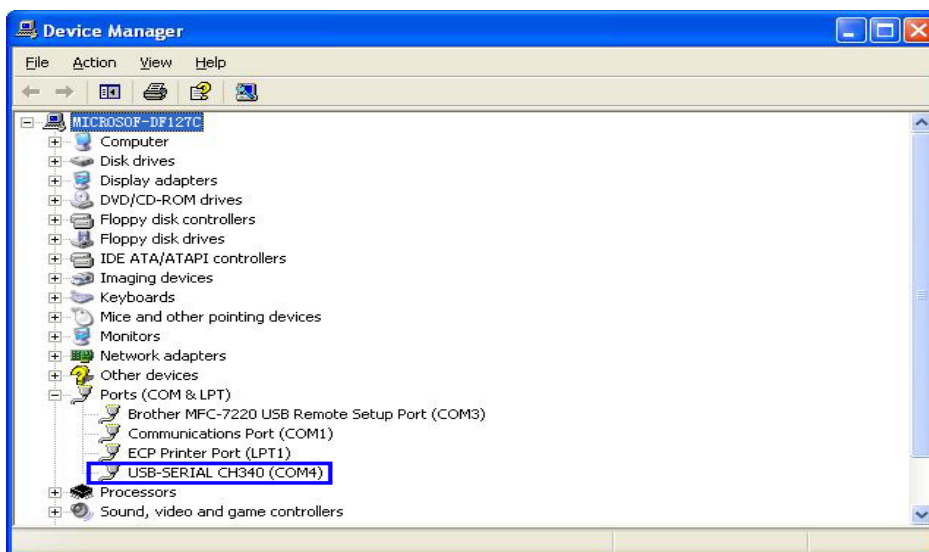 Device Manager
File Action View Help
MICROSOF-DF127C
Computer
Disk drives
Display adapters
DVD/CD-ROM drives
Floppy disk controllers
Floppy disk drives
IDE ATA/ATAPI controllers
Imaging devices
Keyboards
Mice and other pointing devices
Monitors
Network adapters
Other devices
Ports (COM & LPT)
Brother MFC-7220 USB Remote Setup Port (COM3)
Communications Port (COM1)
ECP Printer Port (LPT1)
USB-SERIAL CH340 (COM4)
Processors
Sound, video and game controllers